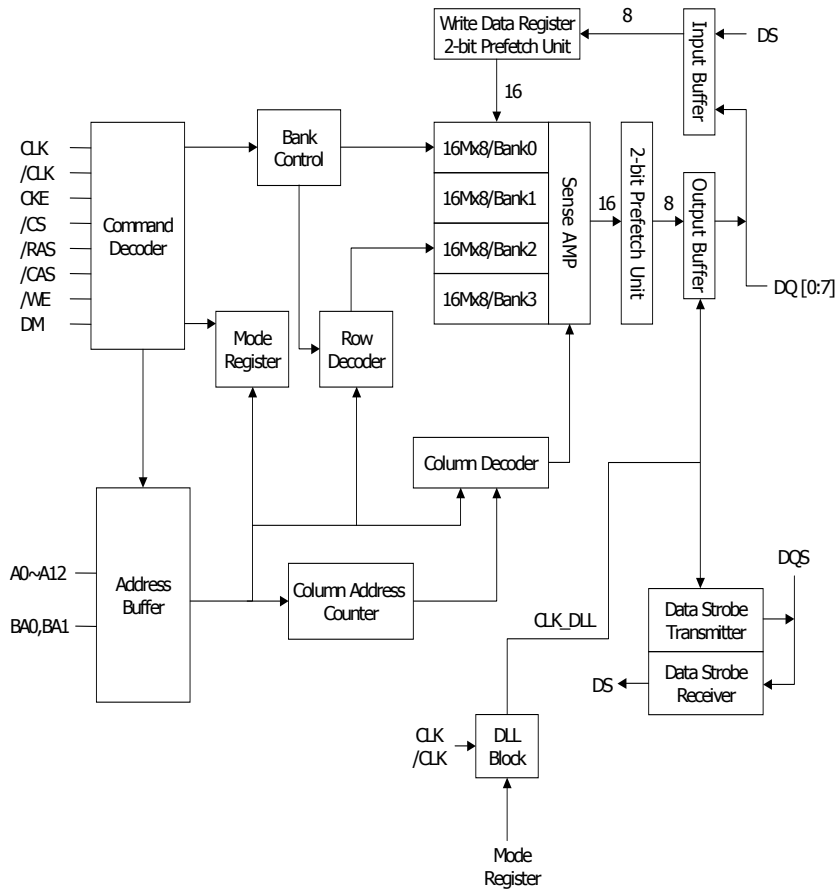 Write Data Register
2-bit Prefetch Unit
8
Input Buffer
DS
16
Bank
Control
16Mx8/Bank0
16Mx8/Bank1
16Mx8/Bank2
16Mx8/Bank3
Sense AMP
16
2-bit Prefetch Unit
8
Output Buffer
DQ [0:7]
CLK
/CLK
CKE
/CS
/RAS
/CAS
/WE
DM
Command
Decoder
Mode
Register
Row
Decoder
Column Decoder
A0~A12
BA0,BA1
Address
Buffer
Column Address
Counter
CLK_DLL
DQS
Data Strobe
Transmitter
Data Strobe
Receiver
DS
CLK
/CLK
DLL
Block
Mode
Register